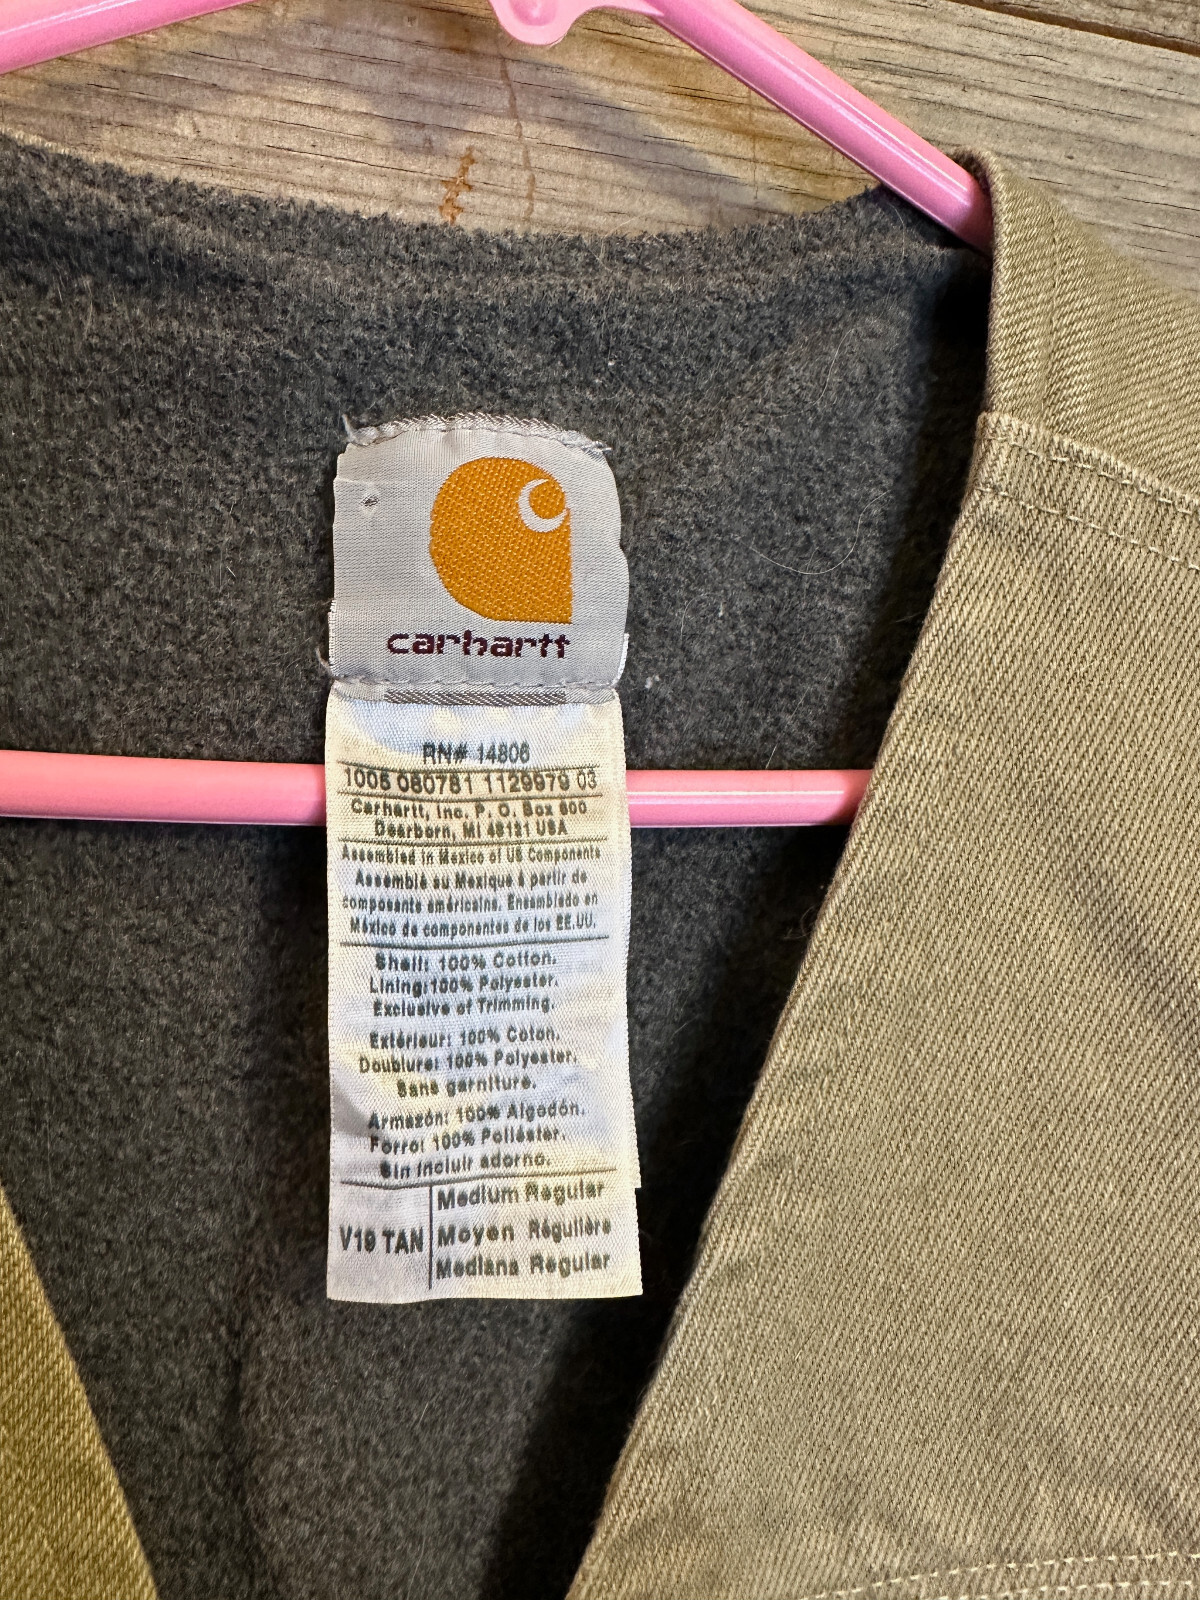 carhartt
RN# 14806
1005 080781 1129979 03
Carhartt, Inc. P. O. Box 600
Dearborn, MI 48121 USA
Assembled in Mexico of US Components
Assemblé au Mexique à partir de
composants américains. Ensamblado en
México de componentes de los EE.UU.
Shell: 100% Cotton.
Lining: 100% Polyester.
Exclusive of Trimming.
Extérieur: 100% Coton.
Doublure: 100% Polyester.
Sans garniture.
Armazón: 100% Algodón.
Forro: 100% Poliéster.
Sin incluir adorno.
V19 TAN
Medium Regular
Moyen Régulière
Mediana Regular